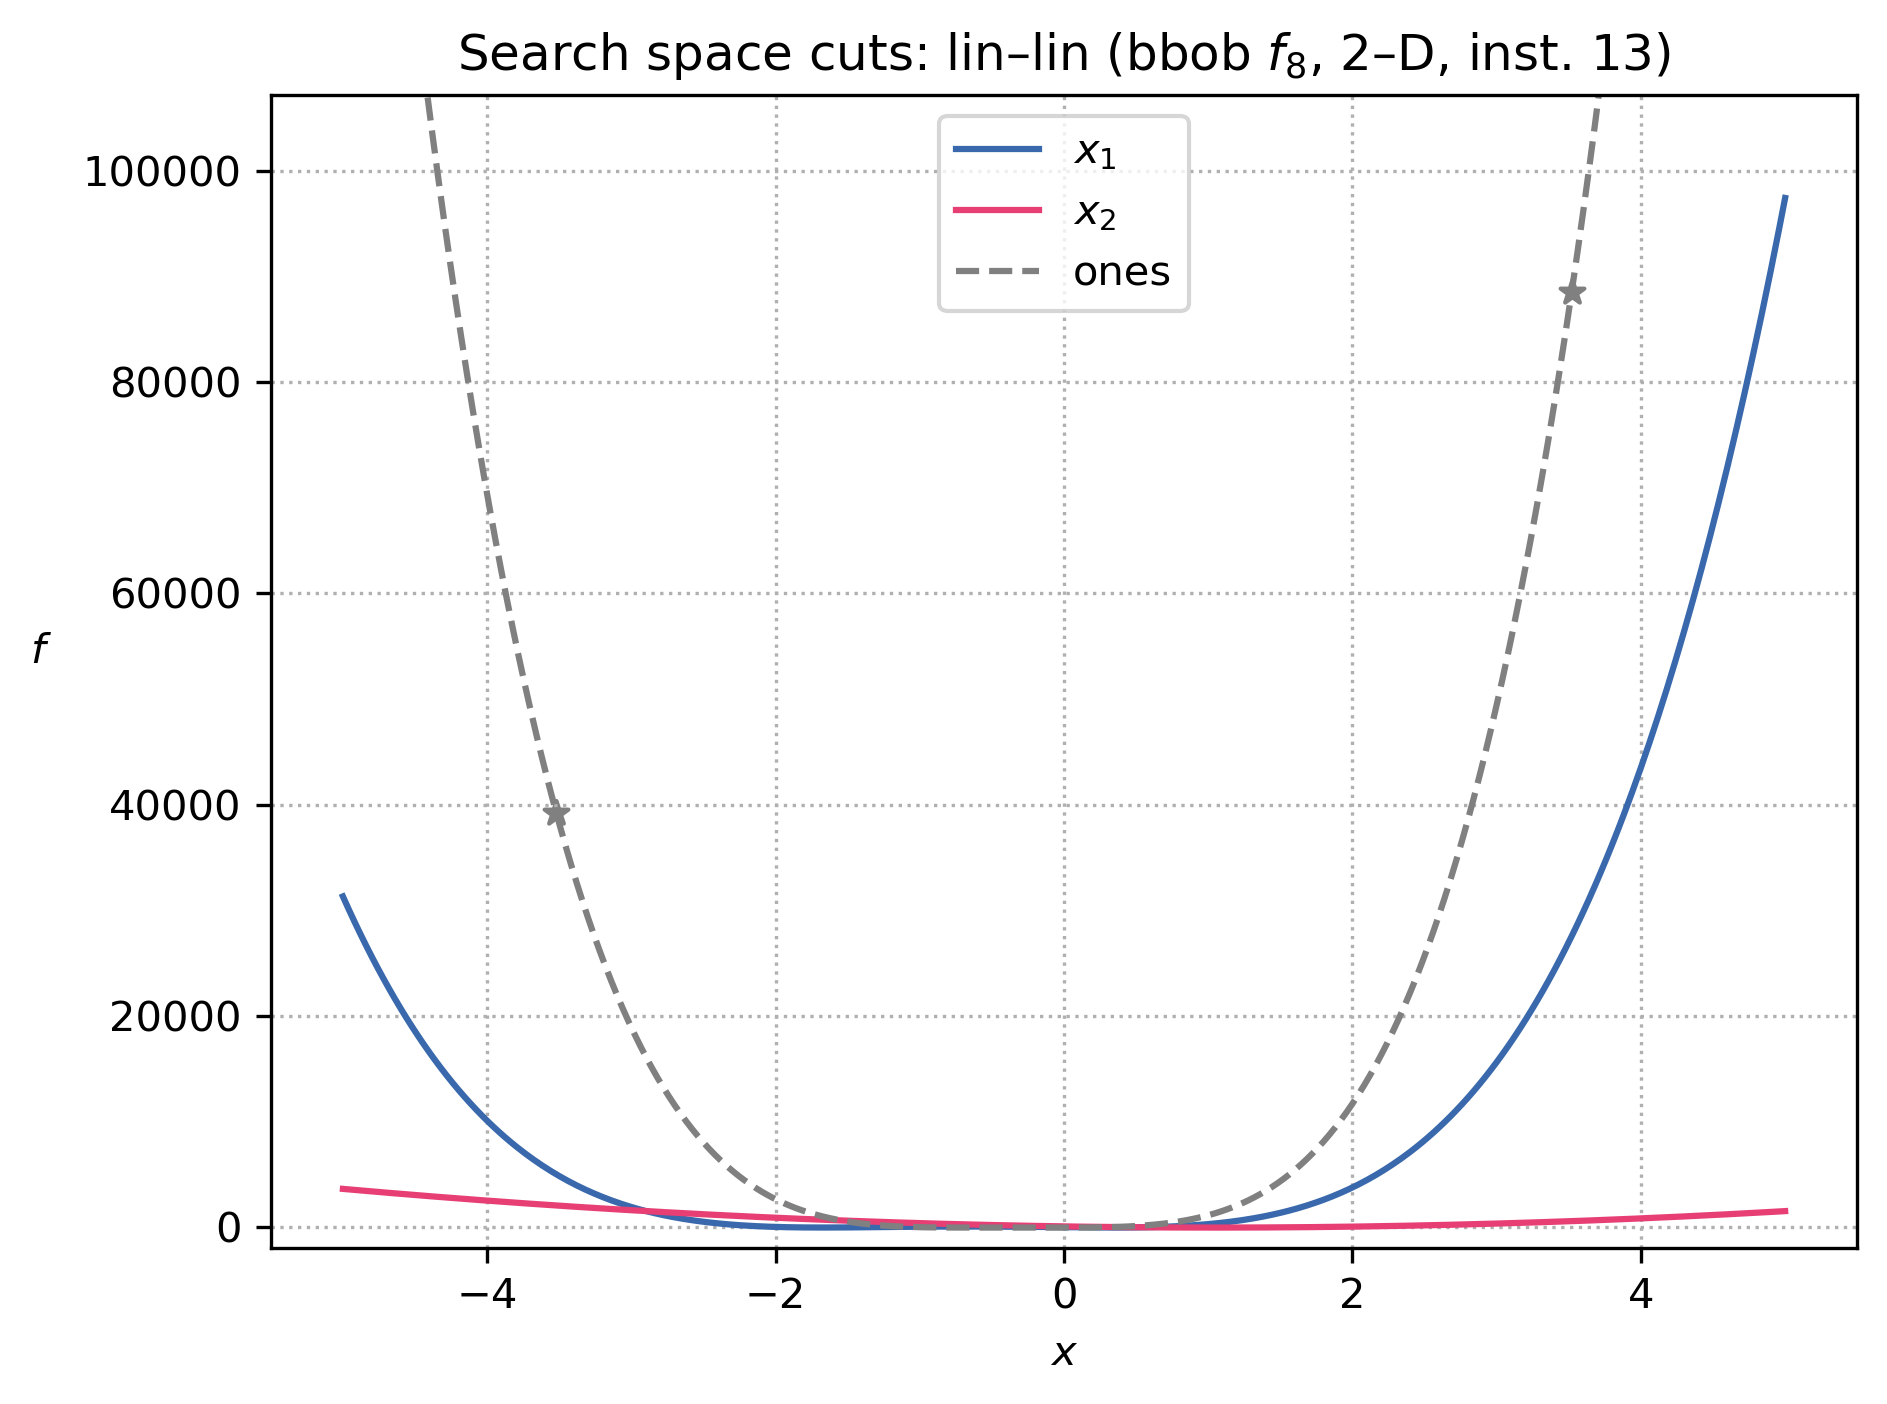 Search space cuts: lin–lin (bbob f₈, 2–D, inst. 13)
x₁
x₂
ones
100000
80000
60000
40000
20000
0
f
−4 −2 0 2 4
x